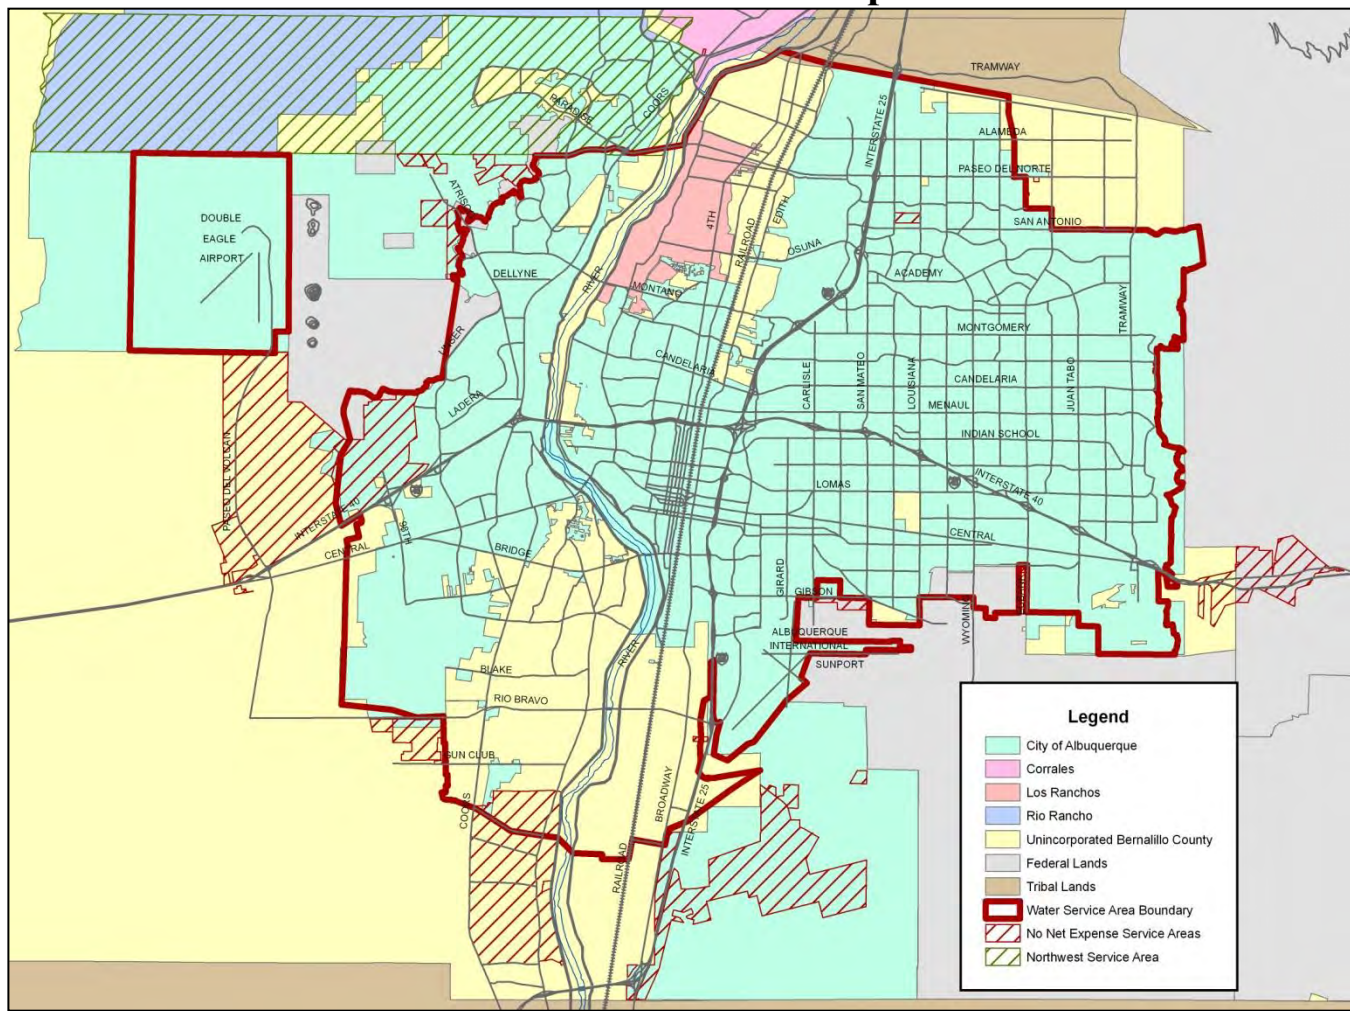 TRAMWAY
COORS
PARADISE
INTERSTATE 25
ALAMEDA
PASEO DEL NORTE
ATRISCO
4TH
EDITH
RAILROAD
SAN ANTONIO
DOUBLE
EAGLE
AIRPORT
OSUNA
DELLYNE
RIVER
ACADEMY
MONTANO
TRAMWAY
UNSER
MONTGOMERY
CANDELARIA
CARLISLE
SAN MATEO
LOUISIANA
CANDELARIA
JUAN TABO
LADERA
MENAUL
INDIAN SCHOOL
PASEO DEL VOLCAN
INTERSTATE 40
LOMAS
INTERSTATE 40
98TH
CENTRAL
BRIDGE
CENTRAL
GIRARD
GIBSON
WYOMING
ALBUQUERQUE
INTERNATIONAL
SUNPORT
RIVER
BLAKE
RIO BRAVO
GUN CLUB
COORS
BROADWAY
INTERSTATE 25
RAILROAD
Legend
City of Albuquerque
Corrales
Los Ranchos
Rio Rancho
Unincorporated Bernalillo County
Federal Lands
Tribal Lands
Water Service Area Boundary
No Net Expense Service Areas
Northwest Service Area